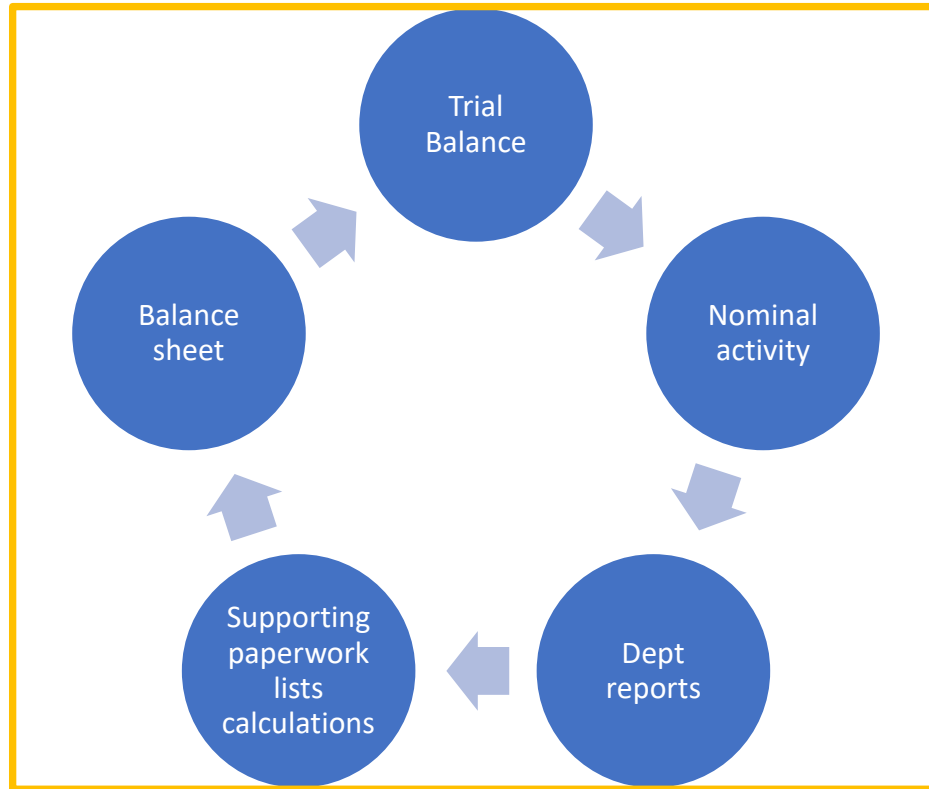 Trial
Balance
Nominal
activity
Dept
reports
Supporting
paperwork
lists
calculations
Balance
sheet